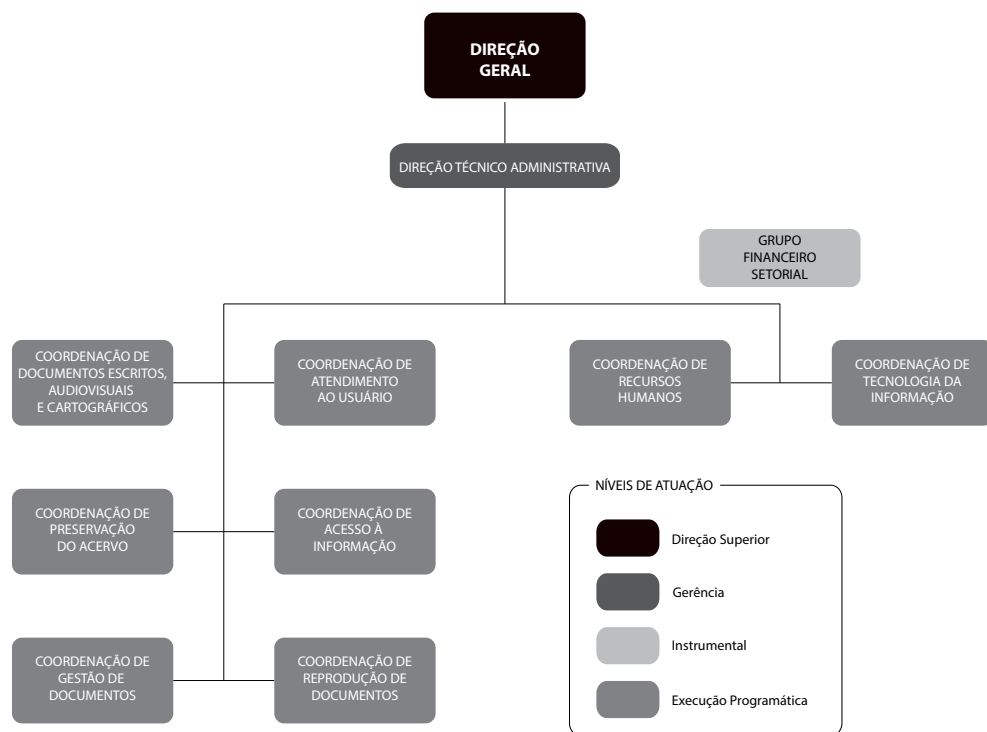 DIREÇÃO
GERAL
DIREÇÃO TÉCNICO ADMINISTRATIVA
GRUPO
FINANCEIRO
SETORIAL
COORDENAÇÃO DE
DOCUMENTOS ESCRITOS,
AUDIOVISUAIS
E CARTOGRÁFICOS
COORDENAÇÃO DE
ATENDIMENTO
AO USUÁRIO
COORDENAÇÃO DE
RECURSOS
HUMANOS
COORDENAÇÃO DE
TECNOLOGIA DA
INFORMAÇÃO
COORDENAÇÃO DE
PRESERVAÇÃO
DO ACERVO
COORDENAÇÃO DE
ACESSO À
INFORMAÇÃO
COORDENAÇÃO DE
GESTÃO DE
DOCUMENTOS
COORDENAÇÃO DE
REPRODUÇÃO DE
DOCUMENTOS
NÍVEIS DE ATUAÇÃO
Direção Superior
Gerência
Instrumental
Execução Programática